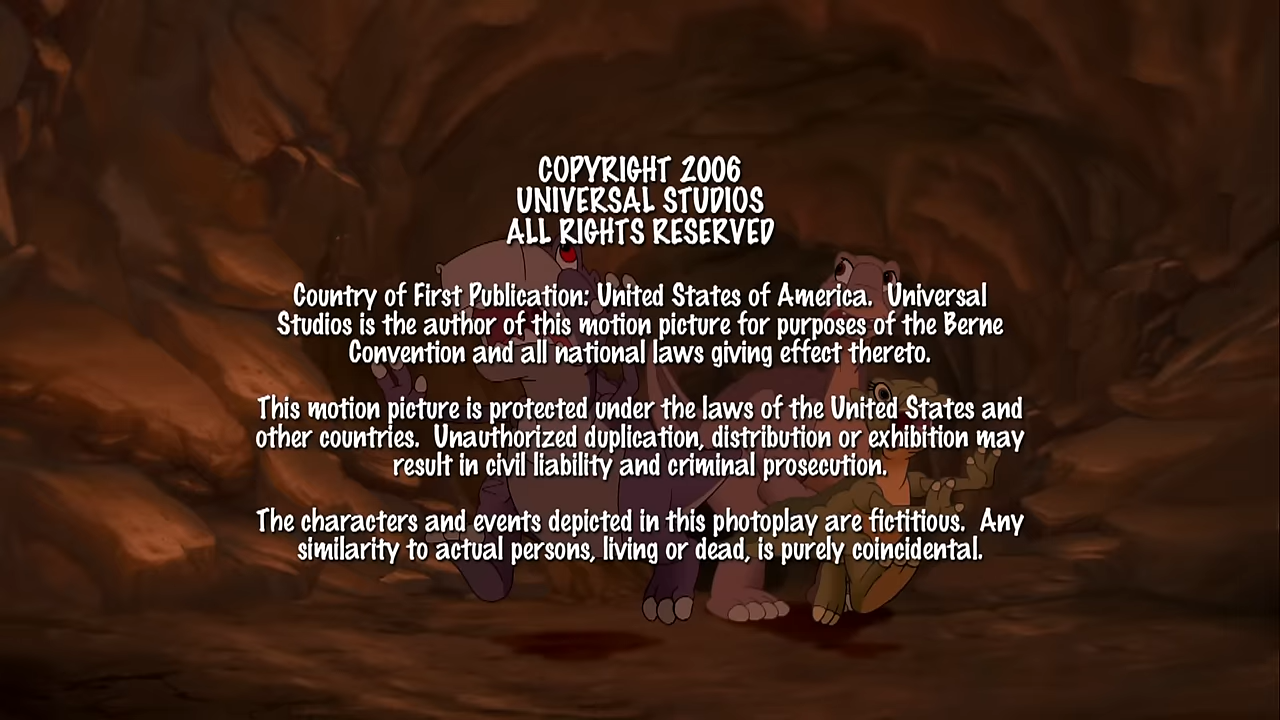 COPYRIGHT 2006
UNIVERSAL STUDIOS
ALL RIGHTS RESERVED
Country of First Publication: United States of America.  Universal
Studios is the author of this motion picture for purposes of the Berne
Convention and all national laws giving effect thereto.
This motion picture is protected under the laws of the United States and
other countries.  Unauthorized duplication, distribution or exhibition may
result in civil liability and criminal prosecution.
The characters and events depicted in this photoplay are fictitious.  Any
similarity to actual persons, living or dead, is purely coincidental.